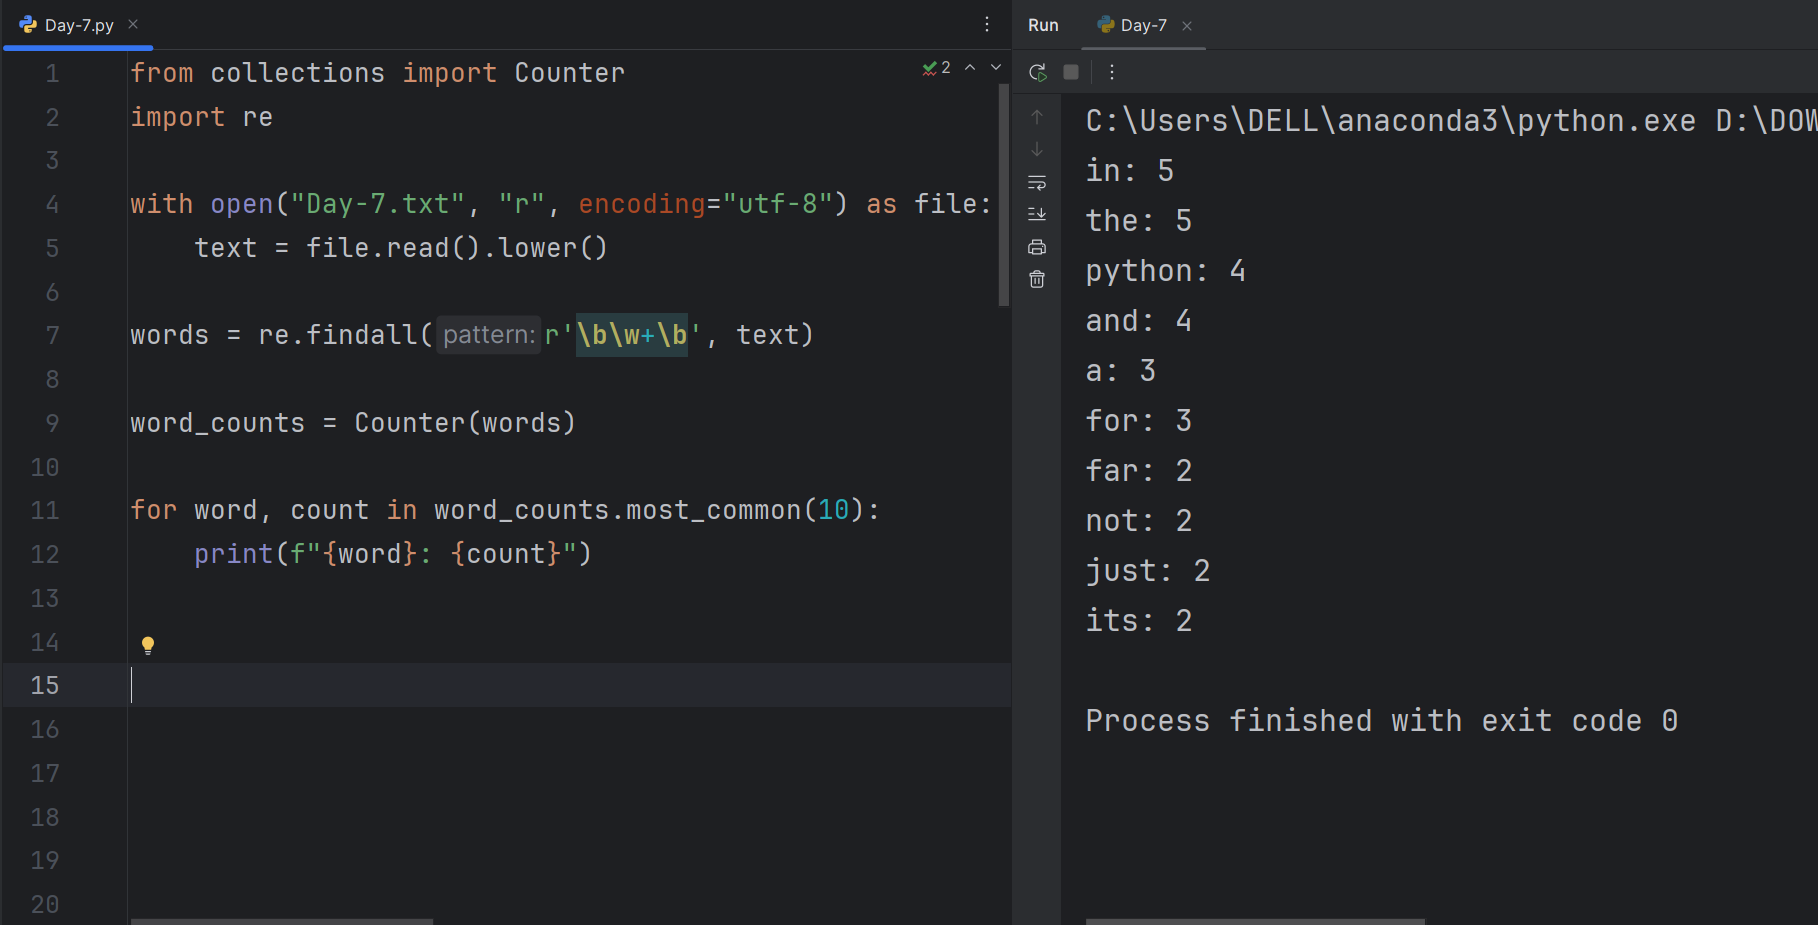 Day-7.py
1 from collections import Counter
2 import re
3
4 with open("Day-7.txt", "r", encoding="utf-8") as file:
5     text = file.read().lower()
6
7 words = re.findall(pattern: r'\b\w+\b', text)
8
9 word_counts = Counter(words)
10
11 for word, count in word_counts.most_common(10):
12     print(f"{word}: {count}")
13
14
15
16
17
18
19
20
2
Run Day-7
C:\Users\DELL\anaconda3\python.exe D:\DOW
in: 5
the: 5
python: 4
and: 4
a: 3
for: 3
far: 2
not: 2
just: 2
its: 2
Process finished with exit code 0